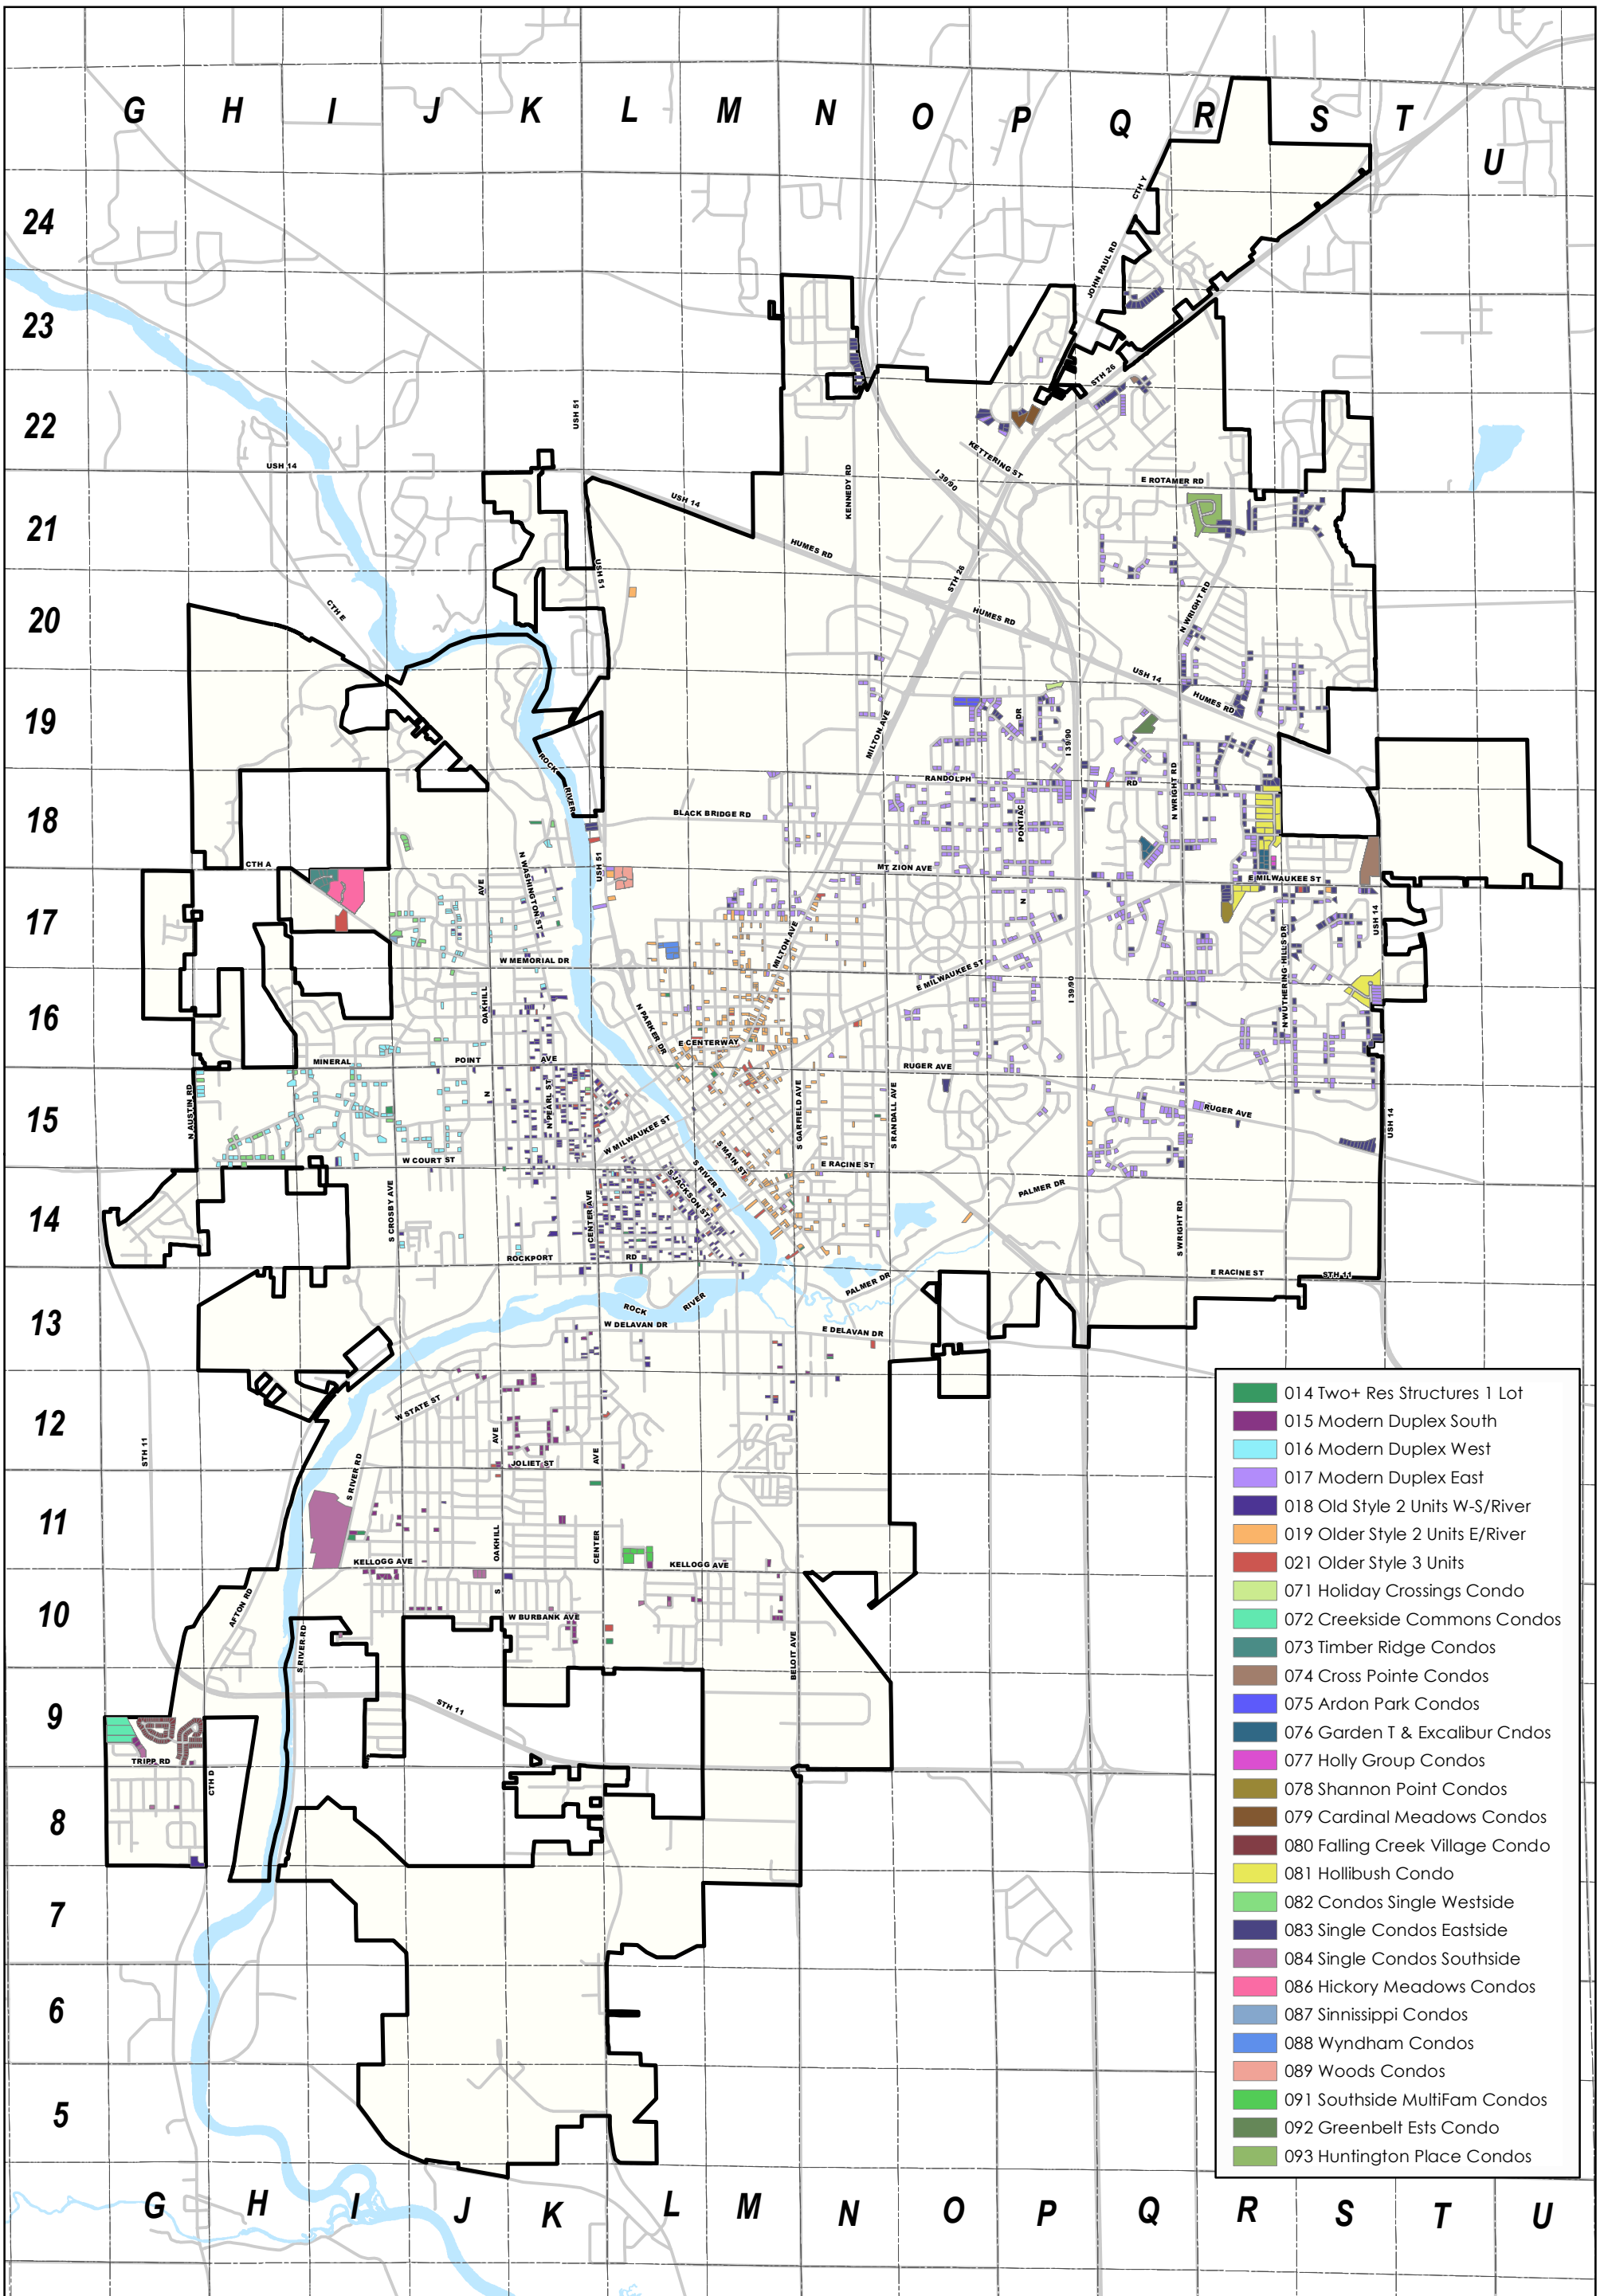 G H I J K L M N O P Q R S T U
24
CTH Y
JOHN PAUL RD
23
STH 26
22
USH 51
KETTERING ST
USH 14
KENNEDY RD
I 39/90
E ROTAMER RD
USH 14
21
HUMES RD
USH 51
STH 26
20
CTH E
HUMES RD
N WRIGHT RD
USH 14
HUMES RD
19
MILTON AVE
DR
I 39/90
ROCK
RIVER
RANDOLPH
RD
N WRIGHT RD
18
BLACK BRIDGE RD
PONTIAC
CTH A
USH 51
MT ZION AVE
E MILWAUKEE ST
AVE
N WASHINGTON ST
17
N
MILTON AVE
USH 14
W MEMORIAL DR
E MILWAUKEE ST
N WUTHERING HILLS DR
I 39/90
16
OAKHILL
N PARKER DR
E CENTERWAY
MINERAL
POINT
AVE
RUGER AVE
15
N AUSTIN RD
N
N PEARL ST
N GARFIELD AVE
S RANDALL AVE
RUGER AVE
USH 14
W MILWAUKEE ST
W COURT ST
S MAIN ST
E RACINE ST
S RIVER ST
S JACKSON ST
PALMER DR
14
S CROSBY AVE
CENTER AVE
S WRIGHT RD
ROCKPORT
RD
E RACINE ST
STH 11
PALMER DR
13
ROCK
RIVER
W DELAVAN DR
E DELAVAN DR
12
W STATE ST
STH 11
AVE
AVE
JOLIET ST
S RIVER RD
11
OAKHILL
CENTER
KELLOGG AVE
KELLOGG AVE
10
AFTON RD
S
W BURBANK AVE
S RIVER RD
BELOIT AVE
9
STH 11
TRIPP RD
CTH D
8
7
6
5
014 Two+ Res Structures 1 Lot
015 Modern Duplex South
016 Modern Duplex West
017 Modern Duplex East
018 Old Style 2 Units W-S/River
019 Older Style 2 Units E/River
021 Older Style 3 Units
071 Holiday Crossings Condo
072 Creekside Commons Condos
073 Timber Ridge Condos
074 Cross Pointe Condos
075 Ardon Park Condos
076 Garden T & Excalibur Cndos
077 Holly Group Condos
078 Shannon Point Condos
079 Cardinal Meadows Condos
080 Falling Creek Village Condo
081 Hollibush Condo
082 Condos Single Westside
083 Single Condos Eastside
084 Single Condos Southside
086 Hickory Meadows Condos
087 Sinnissippi Condos
088 Wyndham Condos
089 Woods Condos
091 Southside MultiFam Condos
092 Greenbelt Ests Condo
093 Huntington Place Condos
G H I J K L M N O P Q R S T U